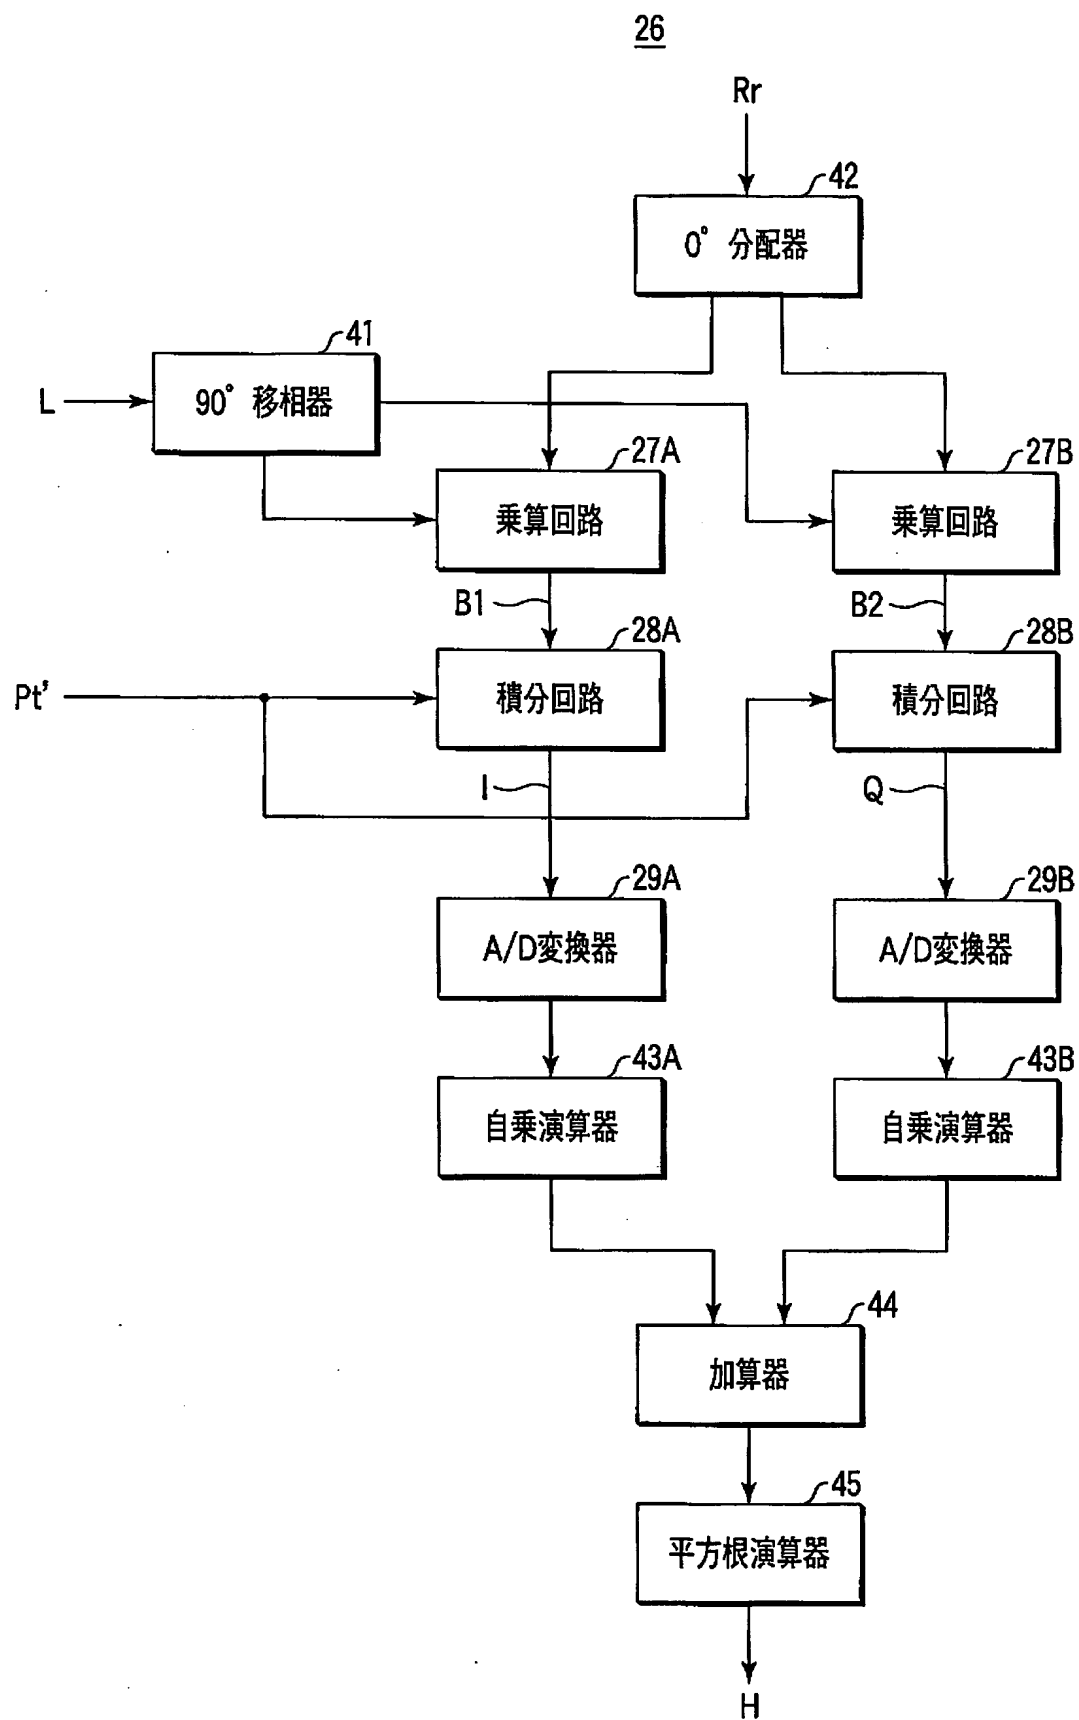 26
Rr
42
0° 分配器
41
L
90° 移相器
27A
27B
乗算回路
乗算回路
B1
B2
28A
28B
Pt'
積分回路
積分回路
I
Q
29A
29B
A/D変換器
A/D変換器
43A
43B
自乗演算器
自乗演算器
44
加算器
45
平方根演算器
H